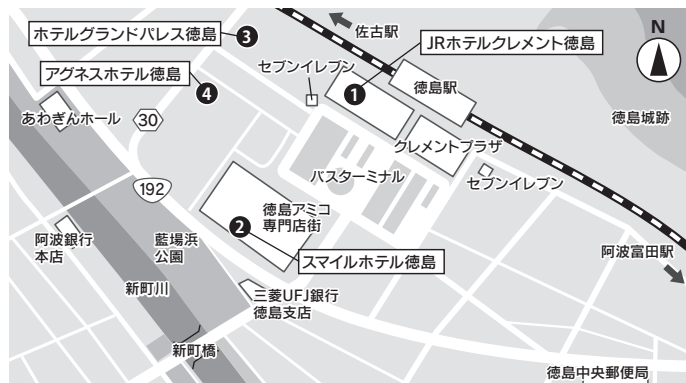 佐古駅
N
ホテルグランドパレス徳島
3
JRホテルクレメント徳島
アグネスホテル徳島
4
セブンイレブン
1
徳島駅
徳島城跡
あわぎんホール
30
クレメントプラザ
バスターミナル
セブンイレブン
192
徳島アミコ
専門店街
2
阿波銀行
本店
藍場浜
公園
スマイルホテル徳島
阿波富田駅
新町川
三菱UFJ銀行
徳島支店
新町橋
徳島中央郵便局